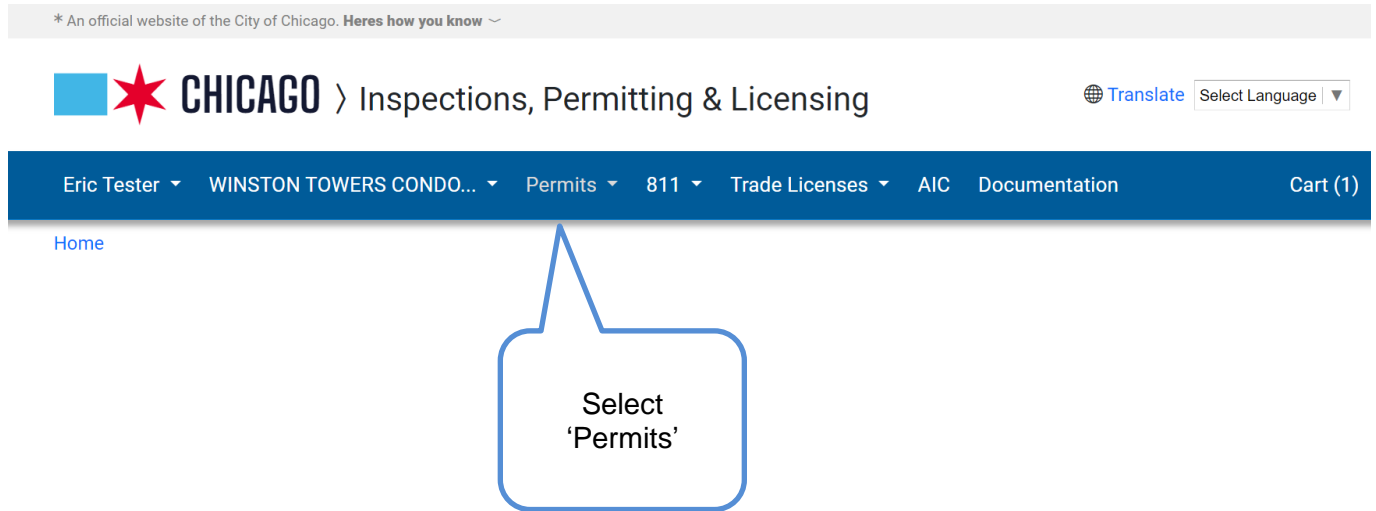 * An official website of the City of Chicago. Heres how you know
CHICAGO 〉 Inspections, Permitting & Licensing
Translate Select Language ▼
Eric Tester WINSTON TOWERS CONDO... Permits 811 Trade Licenses AIC Documentation Cart (1)
Home
Select
‘Permits’